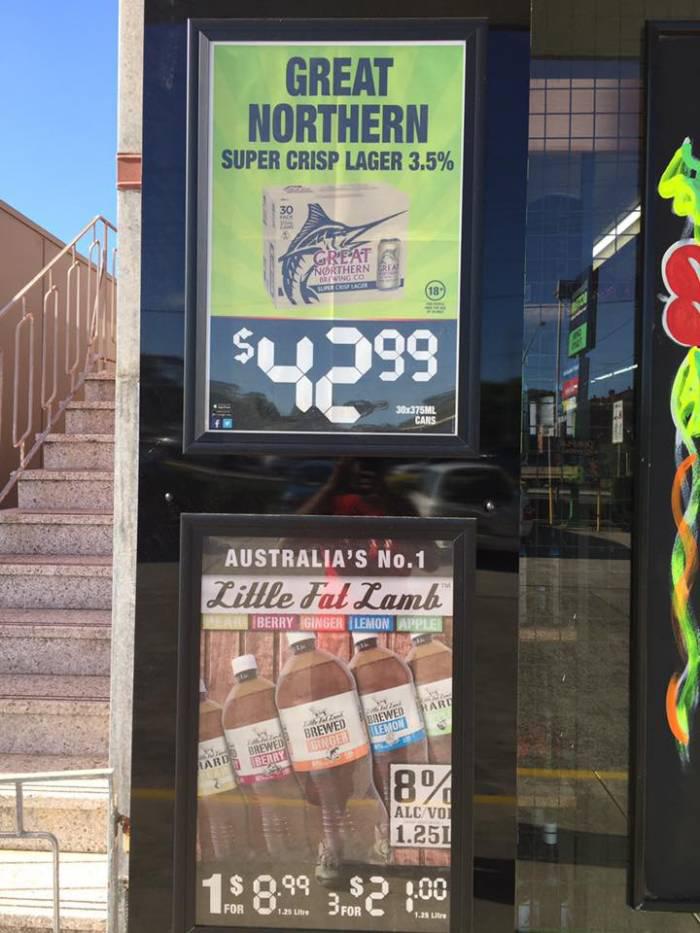 GREAT
NORTHERN
SUPER CRISP LAGER 3.5%
30
PACK
GREAT
NORTHERN
BREWING CO.
SUPER CRISP LAGER
GREAT
18+
$42.99
30x375ML
CANS
AUSTRALIA'S No.1
Little Fat Lamb™
PEAR BERRY GINGER LEMON APPLE
BREWED
BERRY
BREWED
GINGER
BREWED
LEMON
HARD
HARD
8%
ALC/VOL
1.25L
1 FOR $8.99 1.25 Litre 3 FOR $21.00 1.25 Litre